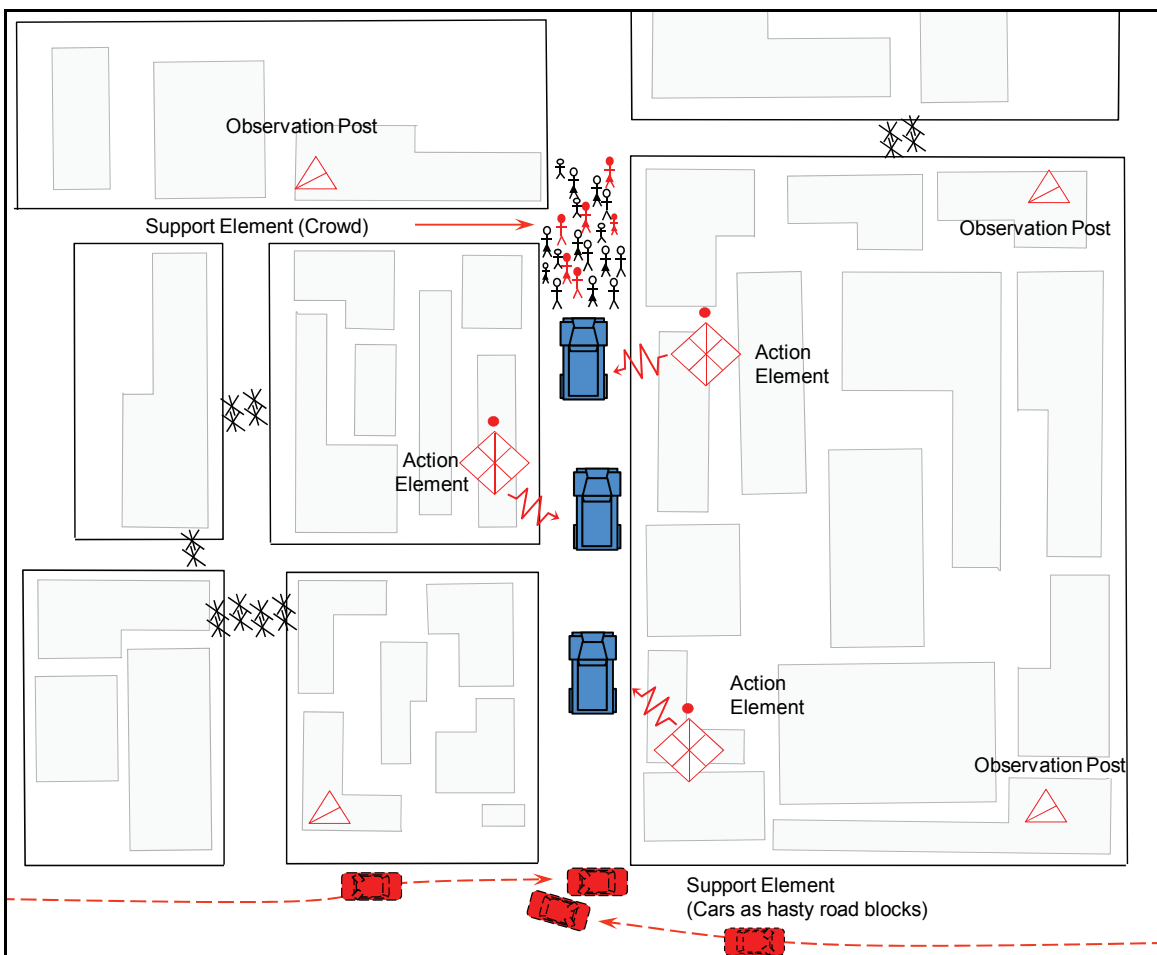 Observation Post
Observation Post
Support Element (Crowd)
Action
Element
Action
Element
Action
Element
Observation Post
Support Element
(Cars as hasty road blocks)